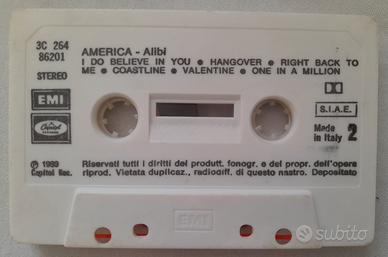 3C 264
86201
STEREO
AMERICA - Alibi
I DO BELIEVE IN YOU ● HANGOVER ● RIGHT BACK TO
ME ● COASTLINE ● VALENTINE ● ONE IN A MILLION
EMI
Capitol
S.I.A.E.
Made
in Italy
2
℗ 1980
Capitol Rec.
Riservati tutti i diritti del produtt. fonogr. e del propr. dell'opera
riprod. Vietata duplicaz., radiodiff. di questo nastro. Depositato
EMI
subito